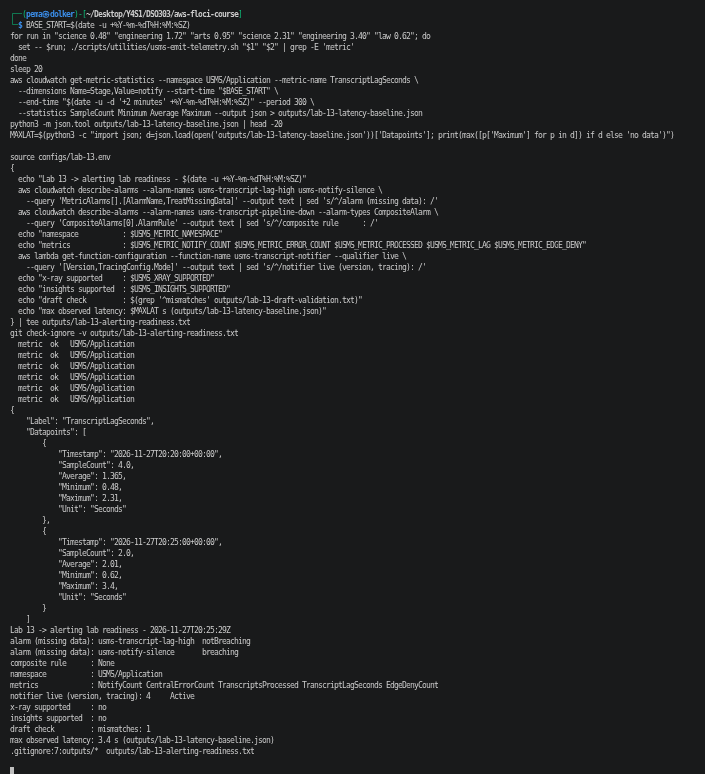 ┌──(pema㉿dolker)-[~/Desktop/Y4S1/DSO303/aws-floci-course]
└─$ BASE_START=$(date -u +%Y-%m-%dT%H:%M:%SZ)
for run in "science 0.48" "engineering 1.72" "arts 0.95" "science 2.31" "engineering 3.40" "law 0.62"; do
  set -- $run; ./scripts/utilities/usms-emit-telemetry.sh "$1" "$2" | grep -E 'metric'
done
sleep 20
aws cloudwatch get-metric-statistics --namespace USMS/Application --metric-name TranscriptLagSeconds \
  --dimensions Name=Stage,Value=notify --start-time "$BASE_START" \
  --end-time "$(date -u -d '+2 minutes' +%Y-%m-%dT%H:%M:%SZ)" --period 300 \
  --statistics SampleCount Minimum Average Maximum --output json > outputs/lab-13-latency-baseline.json
python3 -m json.tool outputs/lab-13-latency-baseline.json | head -20
MAXLAT=$(python3 -c "import json; d=json.load(open('outputs/lab-13-latency-baseline.json'))['Datapoints']; print(max([p['Maximum'] for p in d]) if d else 'no data')")

source configs/lab-13.env
{
  echo "Lab 13 -> alerting lab readiness - $(date -u +%Y-%m-%dT%H:%M:%SZ)"
  aws cloudwatch describe-alarms --alarm-names usms-transcript-lag-high usms-notify-silence \
    --query 'MetricAlarms[].[AlarmName,TreatMissingData]' --output text | sed 's/^/alarm (missing data): /'
  aws cloudwatch describe-alarms --alarm-names usms-transcript-pipeline-down --alarm-types CompositeAlarm \
    --query 'CompositeAlarms[0].AlarmRule' --output text | sed 's/^/composite rule      : /'
  echo "namespace           : $USMS_METRIC_NAMESPACE"
  echo "metrics             : $USMS_METRIC_NOTIFY_COUNT $USMS_METRIC_ERROR_COUNT $USMS_METRIC_PROCESSED $USMS_METRIC_LAG $USMS_METRIC_EDGE_DENY"
  aws lambda get-function-configuration --function-name usms-transcript-notifier --qualifier live \
    --query '[Version,TracingConfig.Mode]' --output text | sed 's/^/notifier live (version, tracing): /'
  echo "x-ray supported     : $USMS_XRAY_SUPPORTED"
  echo "insights supported  : $USMS_INSIGHTS_SUPPORTED"
  echo "draft check         : $(grep '^mismatches' outputs/lab-13-draft-validation.txt)"
  echo "max observed latency: $MAXLAT s (outputs/lab-13-latency-baseline.json)"
} | tee outputs/lab-13-alerting-readiness.txt
git check-ignore -v outputs/lab-13-alerting-readiness.txt
  metric  ok   USMS/Application
  metric  ok   USMS/Application
  metric  ok   USMS/Application
  metric  ok   USMS/Application
  metric  ok   USMS/Application
  metric  ok   USMS/Application
{
    "Label": "TranscriptLagSeconds",
    "Datapoints": [
        {
            "Timestamp": "2026-11-27T20:20:00+00:00",
            "SampleCount": 4.0,
            "Average": 1.365,
            "Minimum": 0.48,
            "Maximum": 2.31,
            "Unit": "Seconds"
        },
        {
            "Timestamp": "2026-11-27T20:25:00+00:00",
            "SampleCount": 2.0,
            "Average": 2.01,
            "Minimum": 0.62,
            "Maximum": 3.4,
            "Unit": "Seconds"
        }
    ]
Lab 13 -> alerting lab readiness - 2026-11-27T20:25:29Z
alarm (missing data): usms-transcript-lag-high  notBreaching
alarm (missing data): usms-notify-silence       breaching
composite rule      : None
namespace           : USMS/Application
metrics             : NotifyCount CentralErrorCount TranscriptsProcessed TranscriptLagSeconds EdgeDenyCount
notifier live (version, tracing): 4     Active
x-ray supported     : no
insights supported  : no
draft check         : mismatches: 1
max observed latency: 3.4 s (outputs/lab-13-latency-baseline.json)
.gitignore:7:outputs/*  outputs/lab-13-alerting-readiness.txt